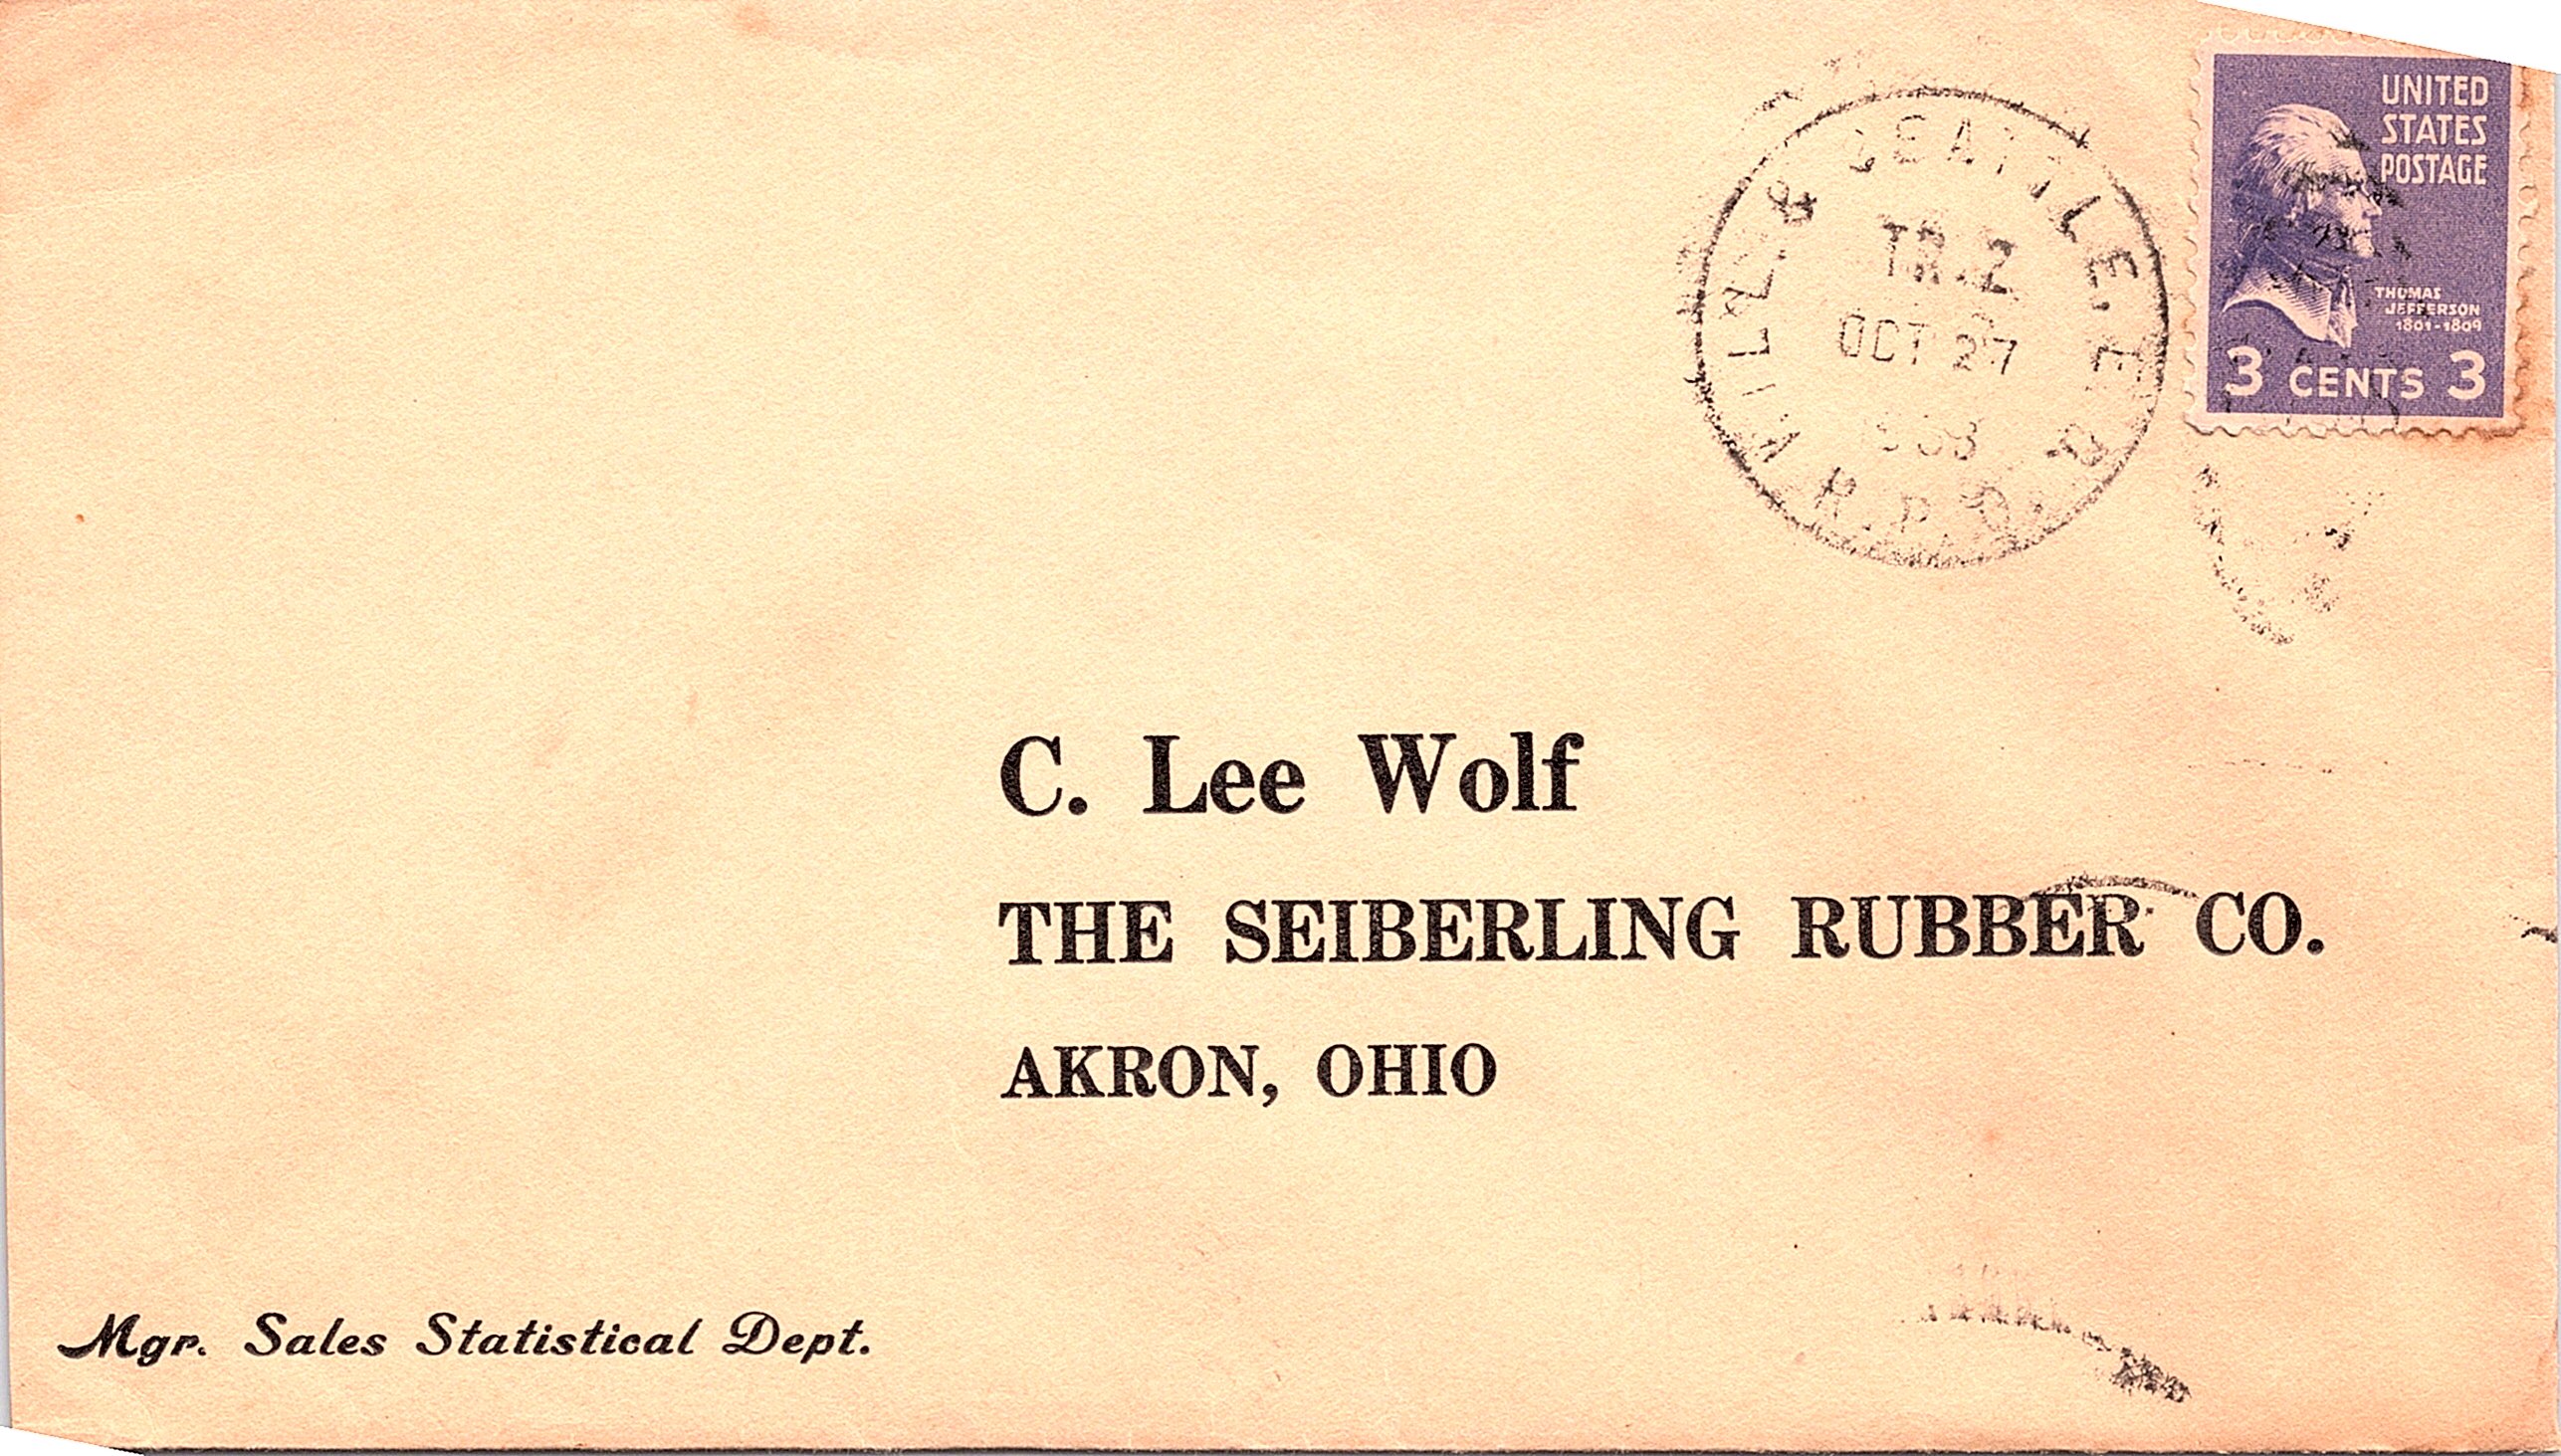 UNITED
STATES
POSTAGE
THOMAS
JEFFERSON
1801-1809
3 CENTS 3
WILL. & SEATTLE, E. D.
TR. 2
OCT 27
R.P.O.
C. Lee Wolf
THE SEIBERLING RUBBER CO.
AKRON, OHIO
Mgr. Sales Statistical Dept.